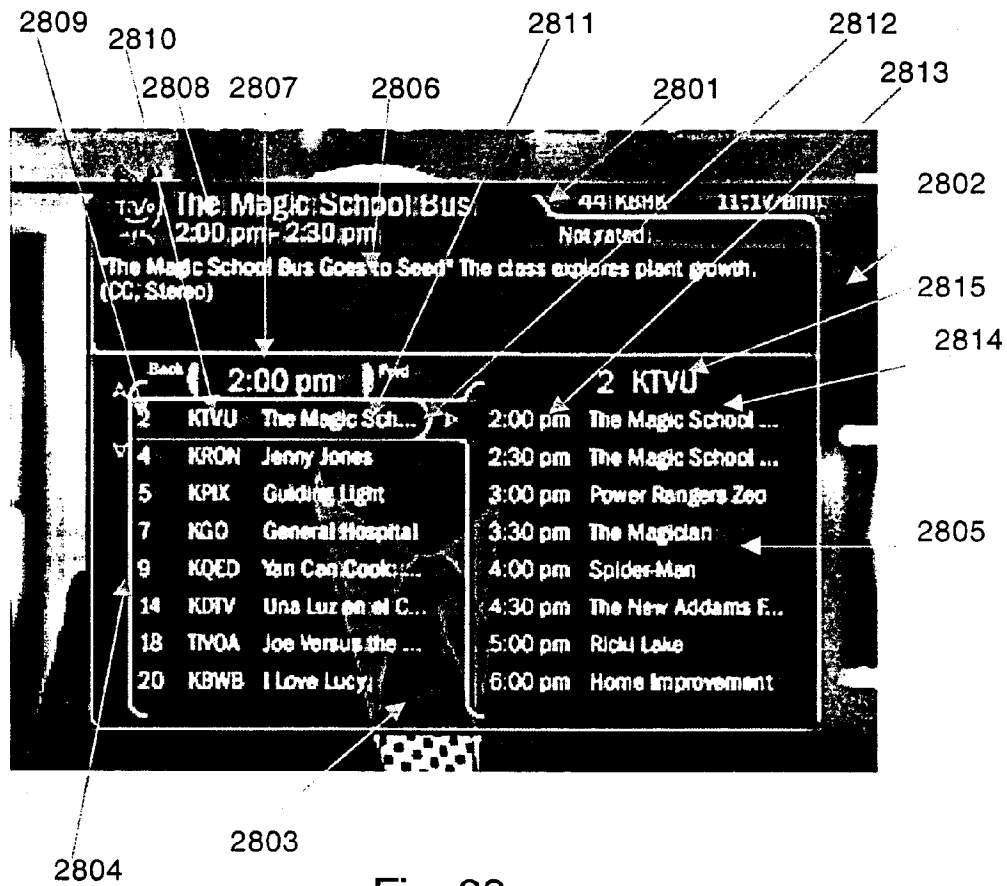 2809 2810 2811 2812
2808 2807 2806 2801 2813
TiVo The Magic School Bus 44 KBHK
2:00 pm - 2:30 pm Not rated
"The Magic School Bus Goes to Seed" The class explores plant growth.
(CC, Stereo)
2802
2815
2814
Back 2:00 pm Fwd 2 KTVU
2 KTVU The Magic Sch... 2:00 pm The Magic School ...
4 KRON Jenny Jones 2:30 pm The Magic School ...
5 KPIX Guiding Light 3:00 pm Power Rangers Zeo
7 KGO General Hospital 3:30 pm The Magician
2805
9 KQED Yan Can Cook: ... 4:00 pm Spider-Man
14 KDTV Una Luz en el C... 4:30 pm The New Addams F...
18 TIVOA Joe Versus the ... 5:00 pm Ricki Lake
20 KBWB I Love Lucy 6:00 pm Home Improvement
2803
2804